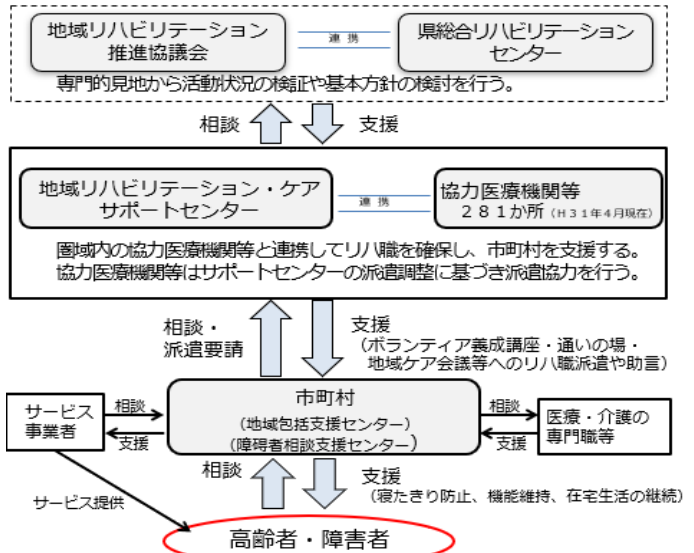 地域リハビリテーション
推進協議会
連 携
県総合リハビリテーション
センター
専門的見地から活動状況の検証や基本方針の検討を行う。
相談
支援
地域リハビリテーション・ケア
サポートセンター
連 携
協力医療機関等
２８１か所（Ｈ３１年４月現在）
圏域内の協力医療機関等と連携してリハ職を確保し、市町村を支援する。
協力医療機関等はサポートセンターの派遣調整に基づき派遣協力を行う。
相談・
派遣要請
支援
（ボランティア養成講座・通いの場・
地域ケア会議等へのリハ職派遣や助言）
サービス
事業者
相談
支援
市町村
（地域包括支援センター）
（障碍者相談支援センター）
相談
支援
医療・介護の
専門職等
相談
支援
（寝たきり防止、機能維持、在宅生活の継続）
サービス提供
高齢者・障害者